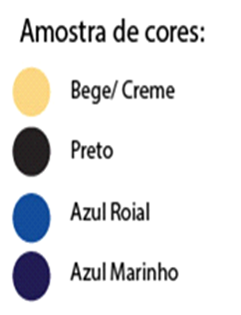 Amostra de cores:
Bege/ Creme
Preto
Azul Roial
Azul Marinho